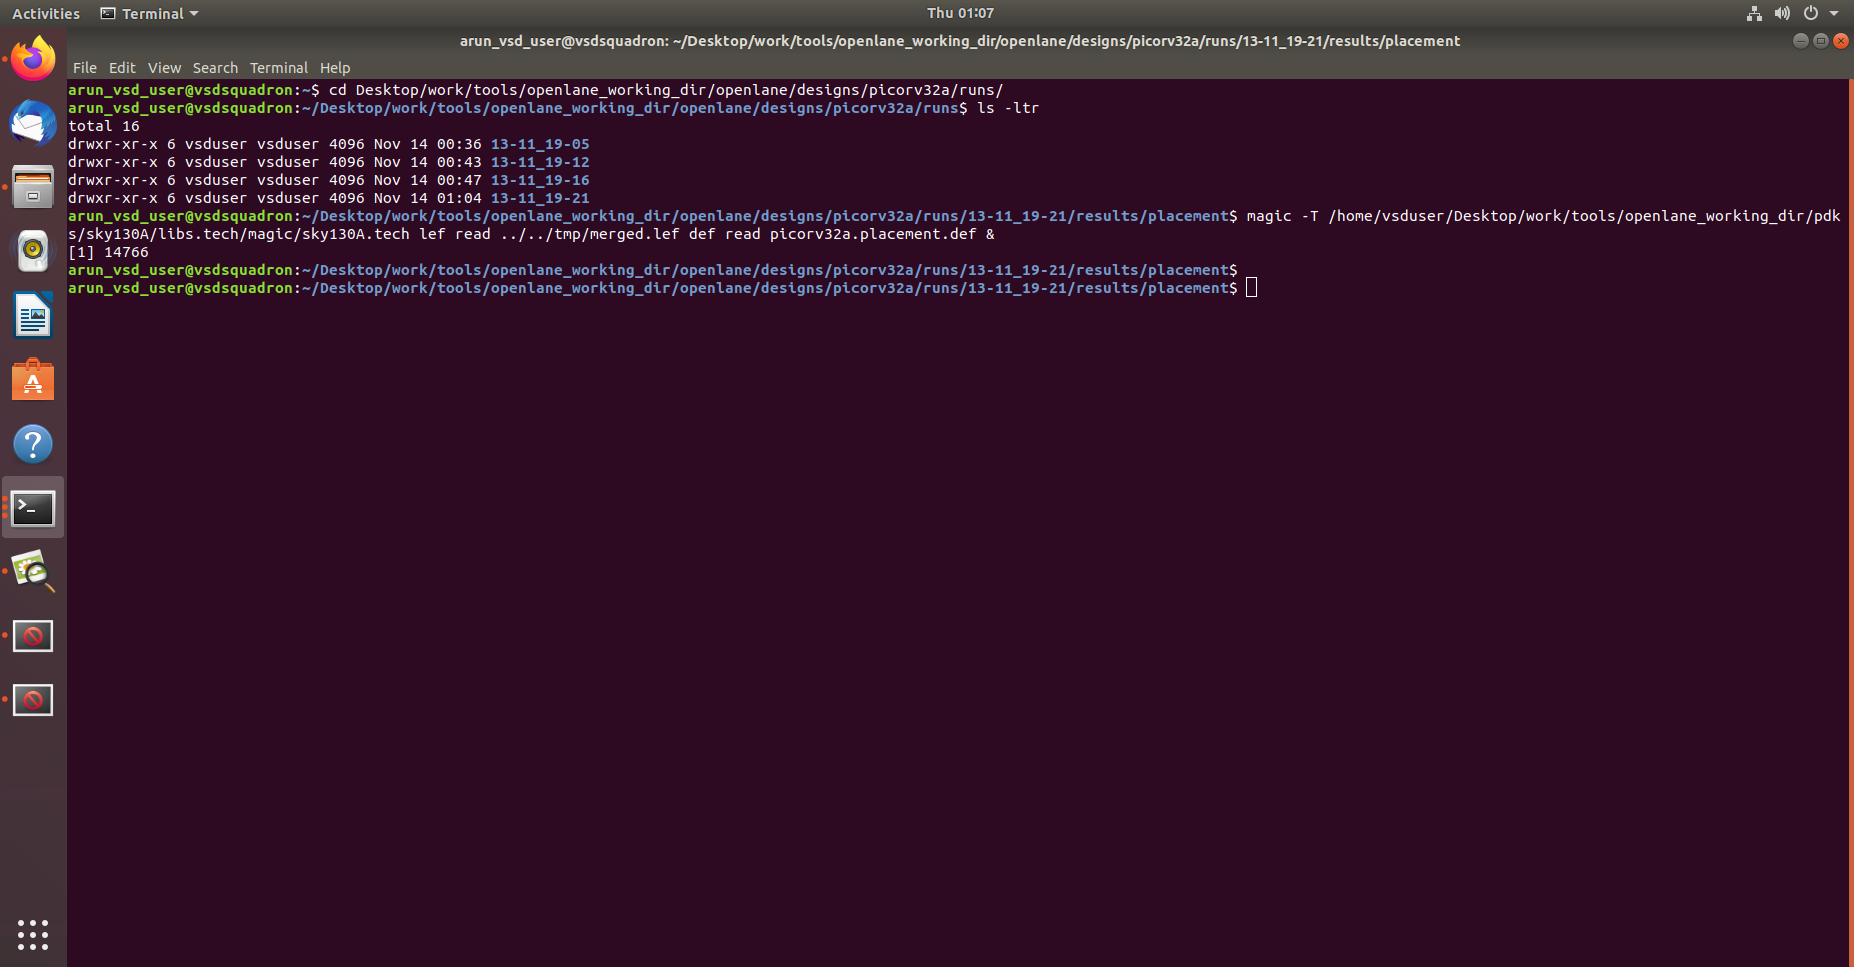 Activities Terminal Thu 01:07
arun_vsd_user@vsdsquadron: ~/Desktop/work/tools/openlane_working_dir/openlane/designs/picorv32a/runs/13-11_19-21/results/placement
File Edit View Search Terminal Help
arun_vsd_user@vsdsquadron:~$ cd Desktop/work/tools/openlane_working_dir/openlane/designs/picorv32a/runs/
arun_vsd_user@vsdsquadron:~/Desktop/work/tools/openlane_working_dir/openlane/designs/picorv32a/runs$ ls -ltr
total 16
drwxr-xr-x 6 vsduser vsduser 4096 Nov 14 00:36 13-11_19-05
drwxr-xr-x 6 vsduser vsduser 4096 Nov 14 00:43 13-11_19-12
drwxr-xr-x 6 vsduser vsduser 4096 Nov 14 00:47 13-11_19-16
drwxr-xr-x 6 vsduser vsduser 4096 Nov 14 01:04 13-11_19-21
arun_vsd_user@vsdsquadron:~/Desktop/work/tools/openlane_working_dir/openlane/designs/picorv32a/runs/13-11_19-21/results/placement$ magic -T /home/vsduser/Desktop/work/tools/openlane_working_dir/pdk
s/sky130A/libs.tech/magic/sky130A.tech lef read ../../tmp/merged.lef def read picorv32a.placement.def &
[1] 14766
arun_vsd_user@vsdsquadron:~/Desktop/work/tools/openlane_working_dir/openlane/designs/picorv32a/runs/13-11_19-21/results/placement$
arun_vsd_user@vsdsquadron:~/Desktop/work/tools/openlane_working_dir/openlane/designs/picorv32a/runs/13-11_19-21/results/placement$